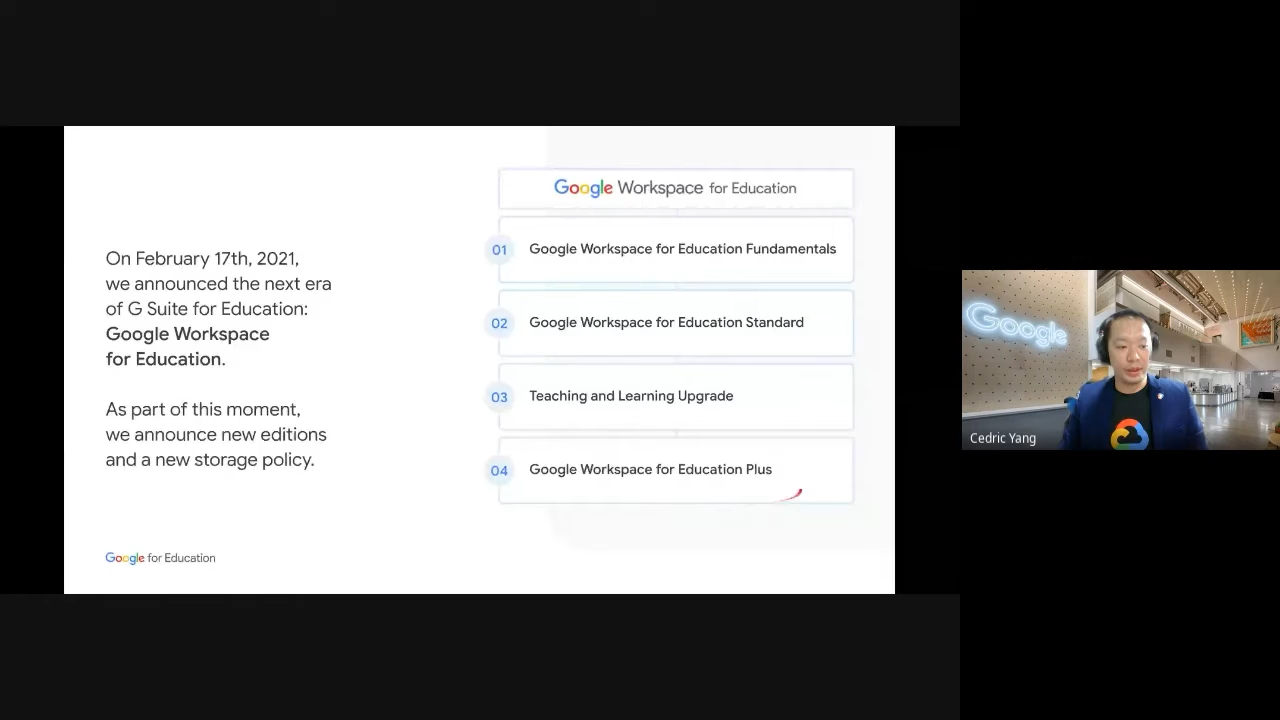 On February 17th, 2021,
we announced the next era
of G Suite for Education:
Google Workspace
for Education.
As part of this moment,
we announce new editions
and a new storage policy.
Google for Education
Google Workspace for Education
01 Google Workspace for Education Fundamentals
02 Google Workspace for Education Standard
03 Teaching and Learning Upgrade
04 Google Workspace for Education Plus
Google
Cedric Yang